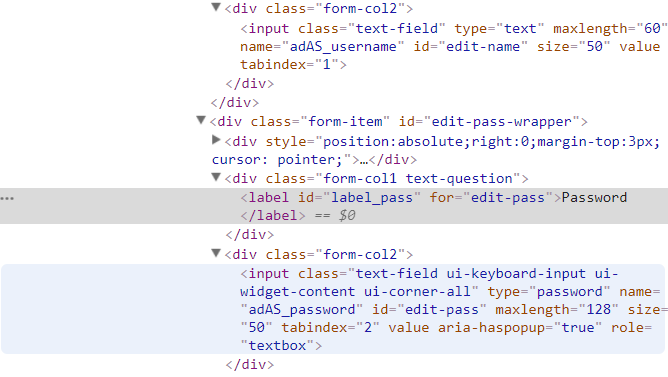 ▼<div class="form-col2">
<input class="text-field" type="text" maxlength="60"
name="adAS_username" id="edit-name" size="50" value
tabindex="1">
</div>
</div>
▼<div class="form-item" id="edit-pass-wrapper">
▶<div style="position:absolute;right:0;margin-top:3px;
cursor: pointer;">…</div>
▼<div class="form-col1 text-question">
<label id="label_pass" for="edit-pass">Password
</label> == $0
</div>
▼<div class="form-col2">
<input class="text-field ui-keyboard-input ui-
widget-content ui-corner-all" type="password" name=
"adAS_password" id="edit-pass" maxlength="128" size=
"50" tabindex="2" value aria-haspopup="true" role=
"textbox">
</div>